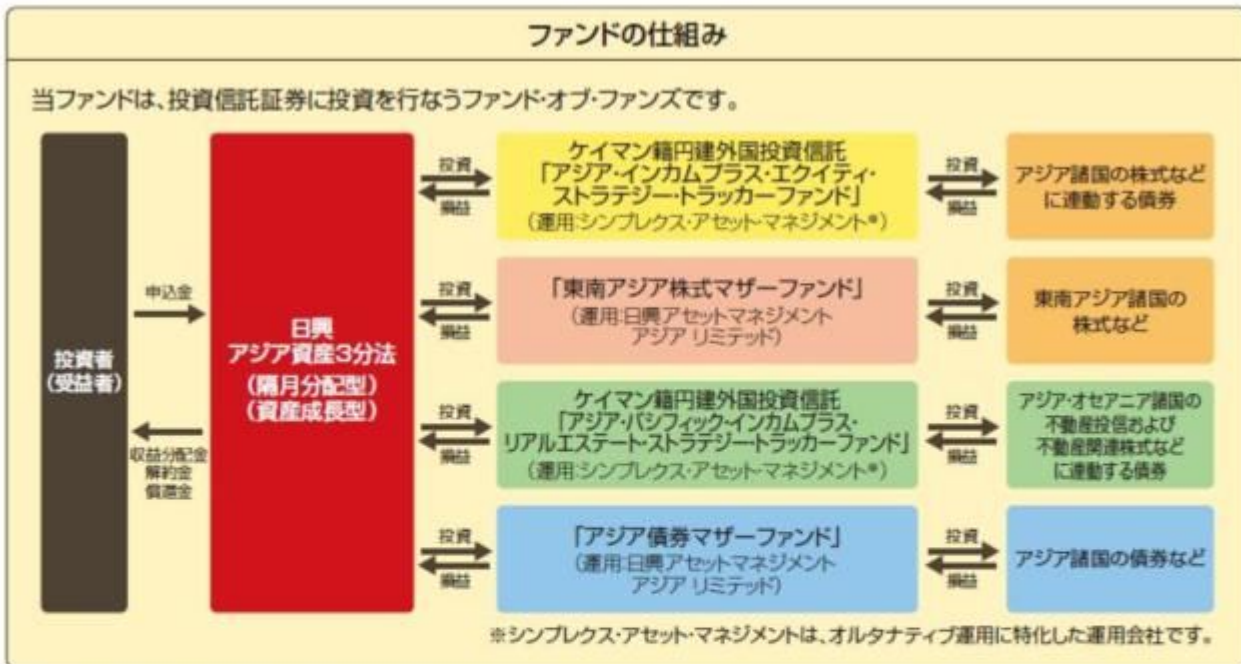 ファンドの仕組み
当ファンドは、投資信託証券に投資を行なうファンド・オブ・ファンズです。
投資者
(受益者)
申込金
収益分配金
解約金
償還金
日興
アジア資産3分法
(隔月分配型)
(資産成長型)
投資
損益
ケイマン籍円建外国投資信託
「アジア・インカムプラス・エクイティ・
ストラテジー・トラッカーファンド」
(運用:シンプレクス・アセット・マネジメント※)
投資
損益
アジア諸国の株式など
に連動する債券
投資
損益
「東南アジア株式マザーファンド」
(運用:日興アセットマネジメント
アジア リミテッド)
投資
損益
東南アジア諸国の
株式など
投資
損益
ケイマン籍円建外国投資信託
「アジア・パシフィック・インカムプラス・
リアルエステート・ストラテジー・トラッカーファンド」
(運用:シンプレクス・アセット・マネジメント※)
投資
損益
アジア・オセアニア諸国の
不動産投信および
不動産関連株式など
に連動する債券
投資
損益
「アジア債券マザーファンド」
(運用:日興アセットマネジメント
アジア リミテッド)
投資
損益
アジア諸国の債券など
※シンプレクス・アセット・マネジメントは、オルタナティブ運用に特化した運用会社です。